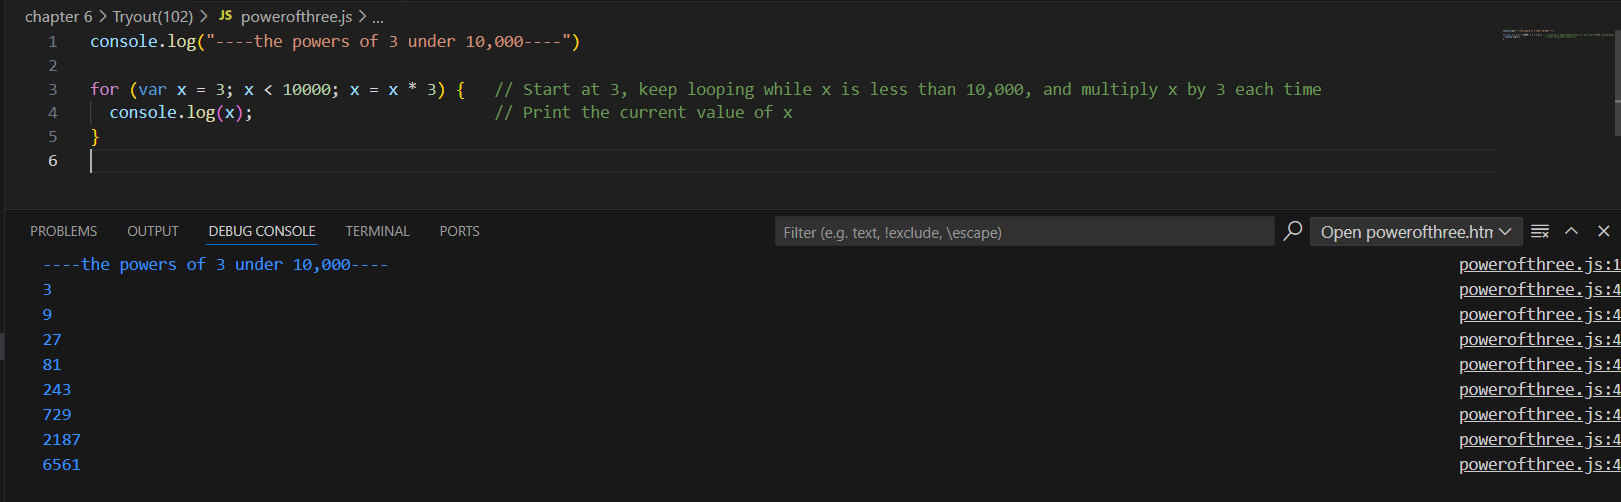 chapter 6 > Tryout(102) > JS powerofthree.js > ...
1 console.log("----the powers of 3 under 10,000----")
2
3 for (var x = 3; x < 10000; x = x * 3) { // Start at 3, keep looping while x is less than 10,000, and multiply x by 3 each time
4 console.log(x); // Print the current value of x
5 }
6
PROBLEMS OUTPUT DEBUG CONSOLE TERMINAL PORTS Filter (e.g. text, !exclude, \escape) Open powerofthree.htm
----the powers of 3 under 10,000---- powerofthree.js:1
3 powerofthree.js:4
9 powerofthree.js:4
27 powerofthree.js:4
81 powerofthree.js:4
243 powerofthree.js:4
729 powerofthree.js:4
2187 powerofthree.js:4
6561 powerofthree.js:4